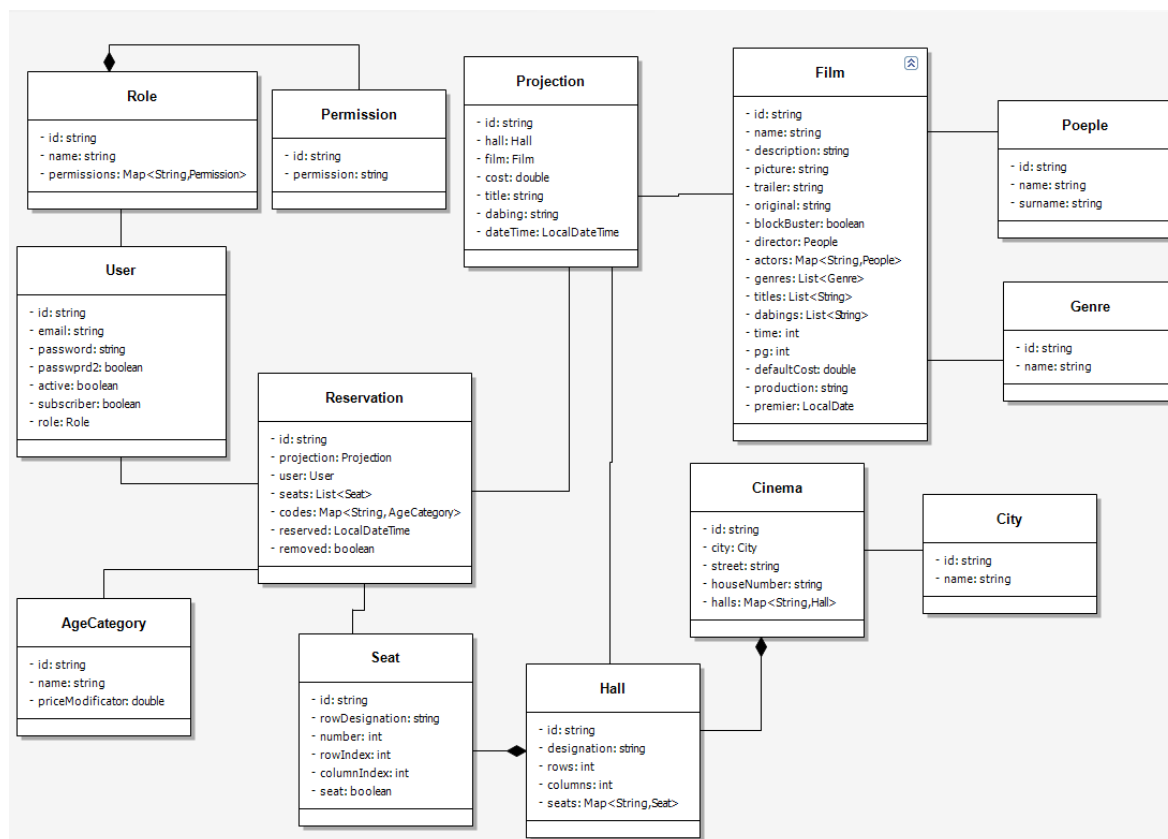 Role
- id: string
- name: string
- permissions: Map<String,Permission>
Permission
- id: string
- permission: string
Projection
- id: string
- hall: Hall
- film: Film
- cost: double
- title: string
- dabing: string
- dateTime: LocalDateTime
Film
- id: string
- name: string
- description: string
- picture: string
- trailer: string
- original: string
- blockBuster: boolean
- director: People
- actors: Map<String,People>
- genres: List<Genre>
- titles: List<String>
- dabings: List<String>
- time: int
- pg: int
- defaultCost: double
- production: string
- premier: LocalDate
Poeple
- id: string
- name: string
- surname: string
User
- id: string
- email: string
- password: string
- passwprd2: boolean
- active: boolean
- subscriber: boolean
- role: Role
Genre
- id: string
- name: string
Reservation
- id: string
- projection: Projection
- user: User
- seats: List<Seat>
- codes: Map<String, AgeCategory>
- reserved: LocalDateTime
- removed: boolean
Cinema
- id: string
- city: City
- street: string
- houseNumber: string
- halls: Map<String,Hall>
City
- id: string
- name: string
AgeCategory
- id: string
- name: string
- priceModificator: double
Seat
- id: string
- rowDesignation: string
- number: int
- rowIndex: int
- columnIndex: int
- seat: boolean
Hall
- id: string
- designation: string
- rows: int
- columns: int
- seats: Map<String,Seat>